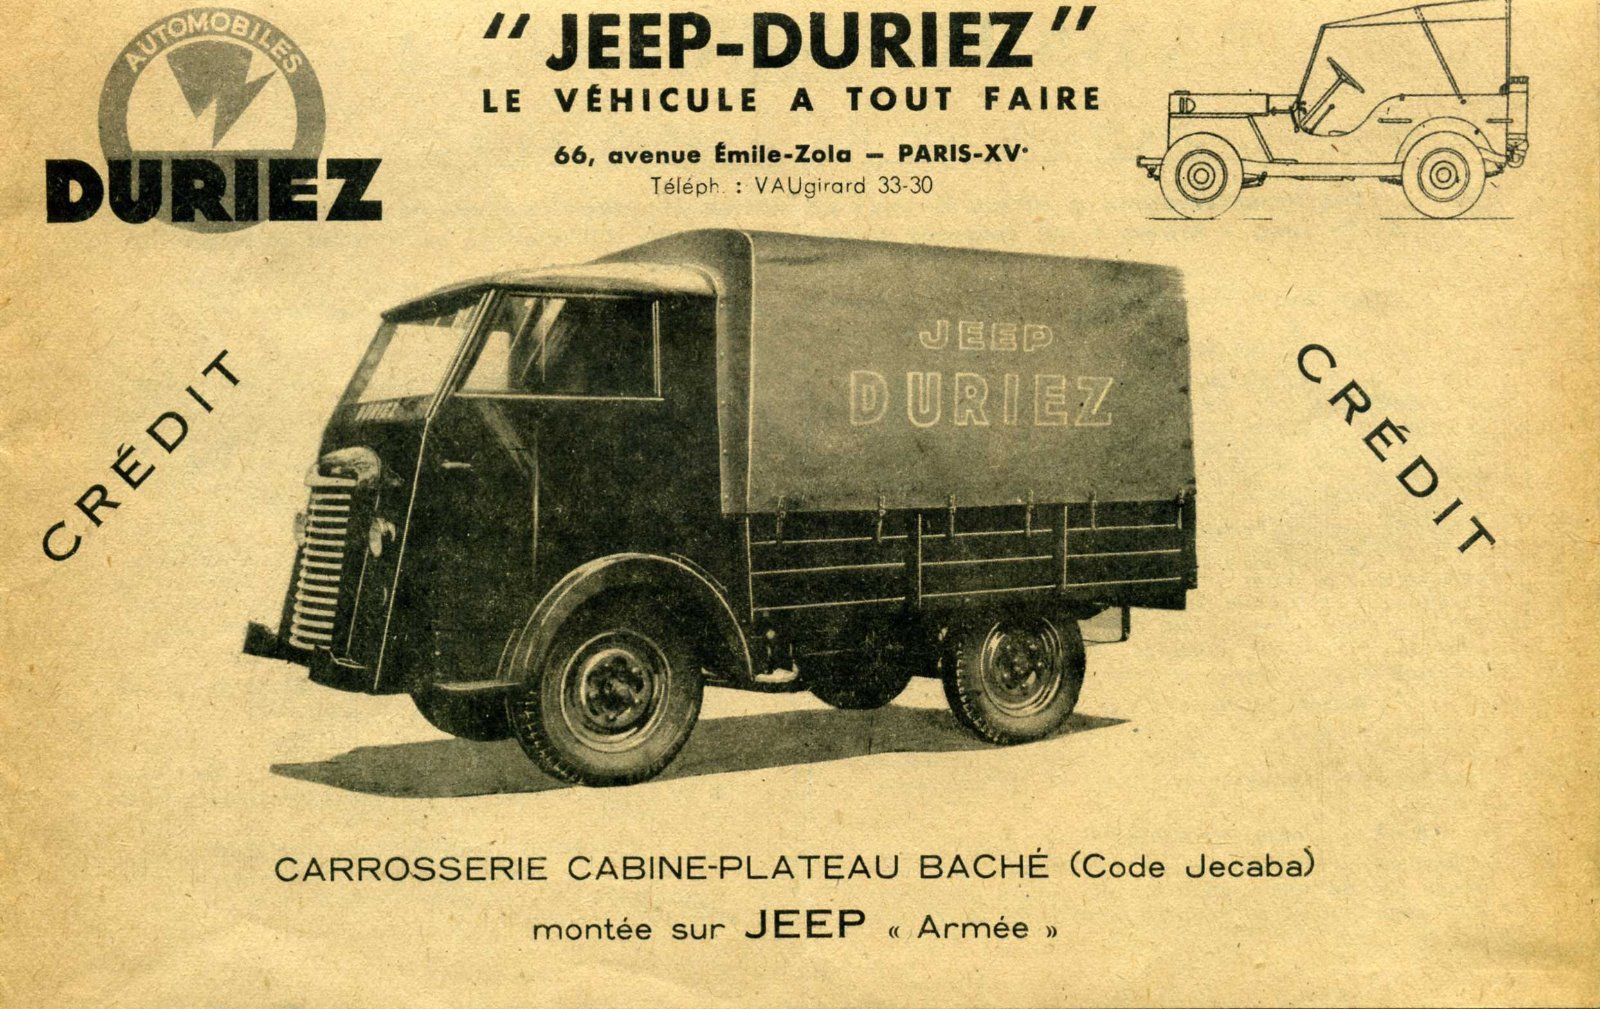 AUTOMOBILES
DURIEZ
"JEEP-DURIEZ"
LE VÉHICULE A TOUT FAIRE
66, avenue Émile-Zola — PARIS-XVe
Téléph. : VAUgirard 33-30
CRÉDIT
CRÉDIT
JEEP
DURIEZ
DURIEZ
CARROSSERIE CABINE-PLATEAU BACHÉ (Code Jecaba)
montée sur JEEP « Armée »